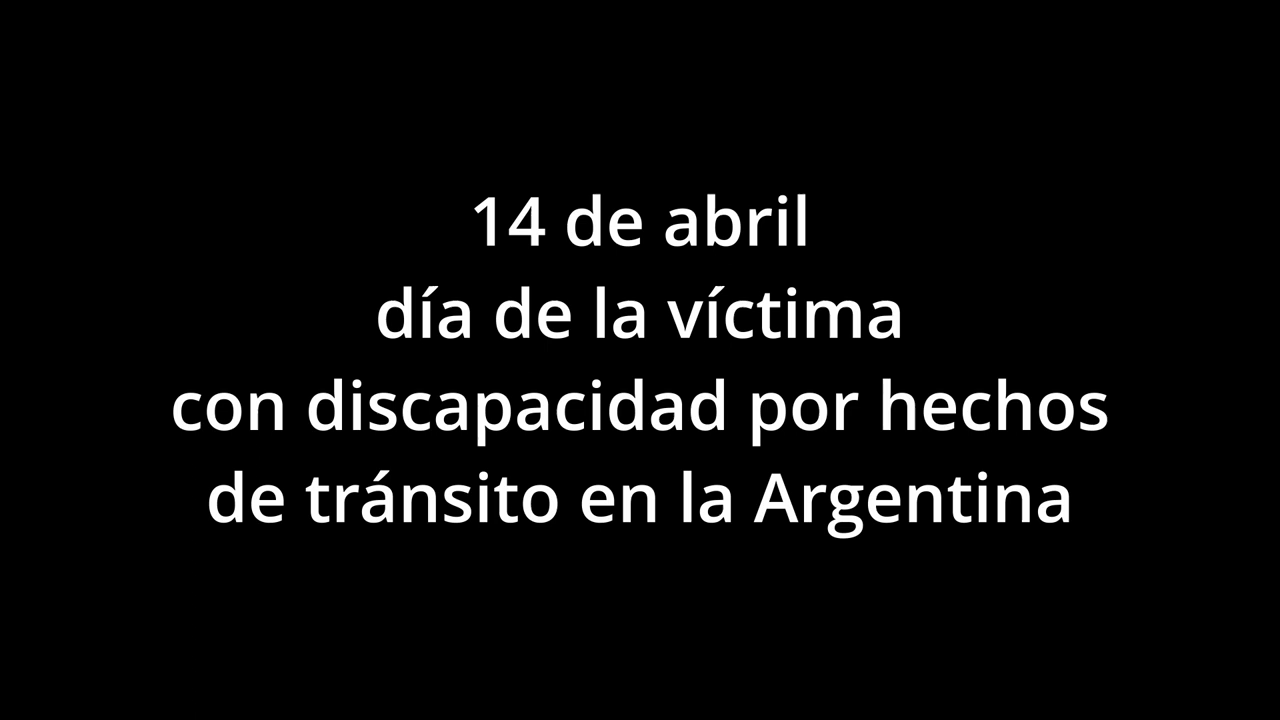 14 de abril
día de la víctima
con discapacidad por hechos
de tránsito en la Argentina